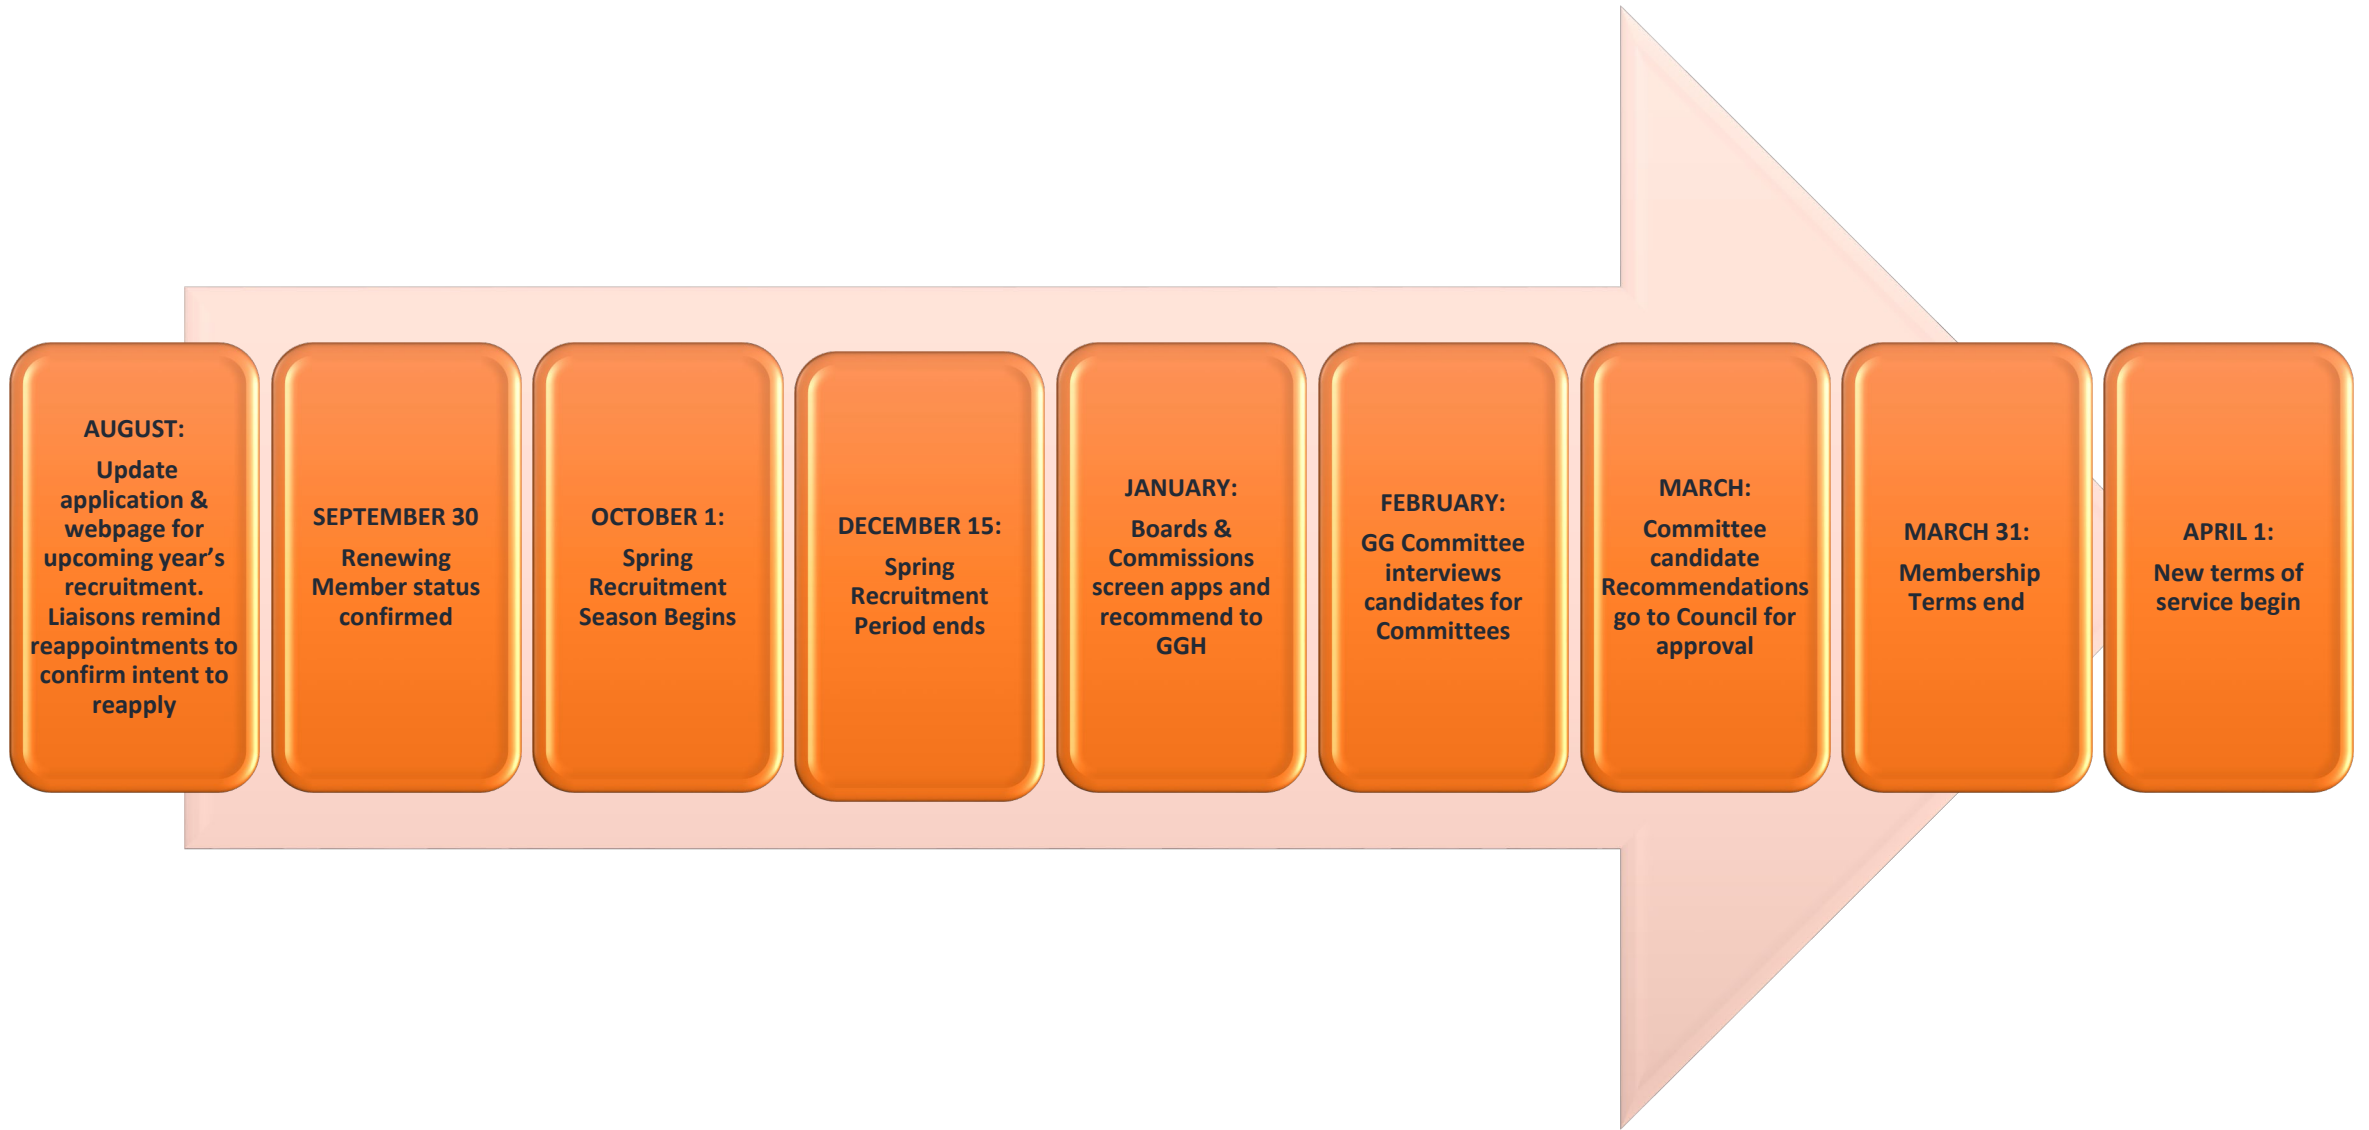 AUGUST:
Update
application &
webpage for
upcoming year’s
recruitment.
Liaisons remind
reappointments to
confirm intent to
reapply
SEPTEMBER 30
Renewing
Member status
confirmed
OCTOBER 1:
Spring
Recruitment
Season Begins
DECEMBER 15:
Spring
Recruitment
Period ends
JANUARY:
Boards &
Commissions
screen apps and
recommend to
GGH
FEBRUARY:
GG Committee
interviews
candidates for
Committees
MARCH:
Committee
candidate
Recommendations
go to Council for
approval
MARCH 31:
Membership
Terms end
APRIL 1:
New terms of
service begin